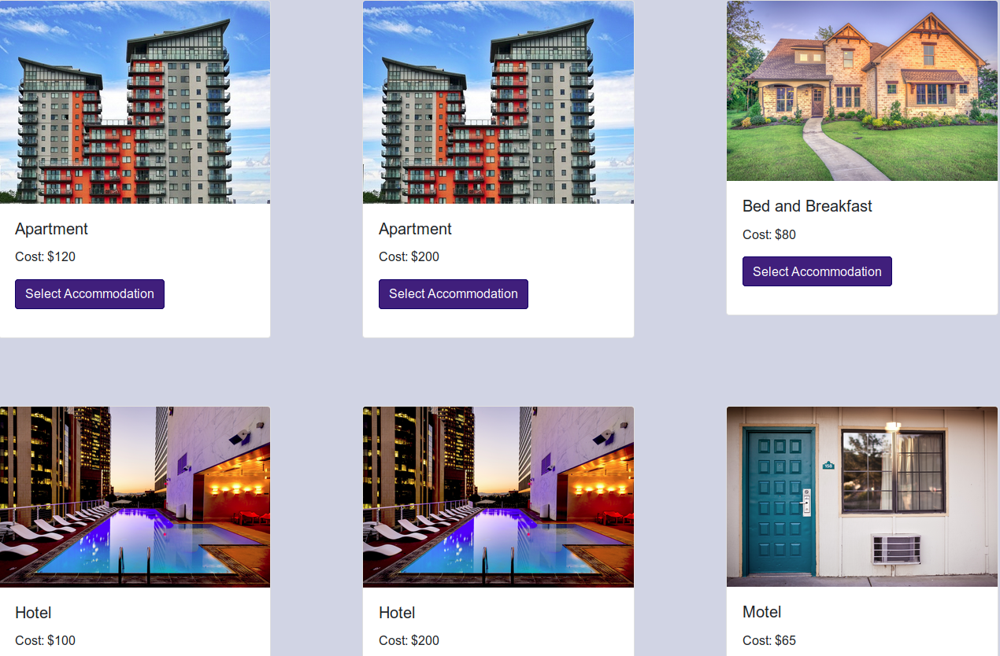 Apartment
Cost: $120
Select Accommodation
Apartment
Cost: $200
Select Accommodation
Bed and Breakfast
Cost: $80
Select Accommodation
Hotel
Cost: $100
Hotel
Cost: $200
158
Motel
Cost: $65